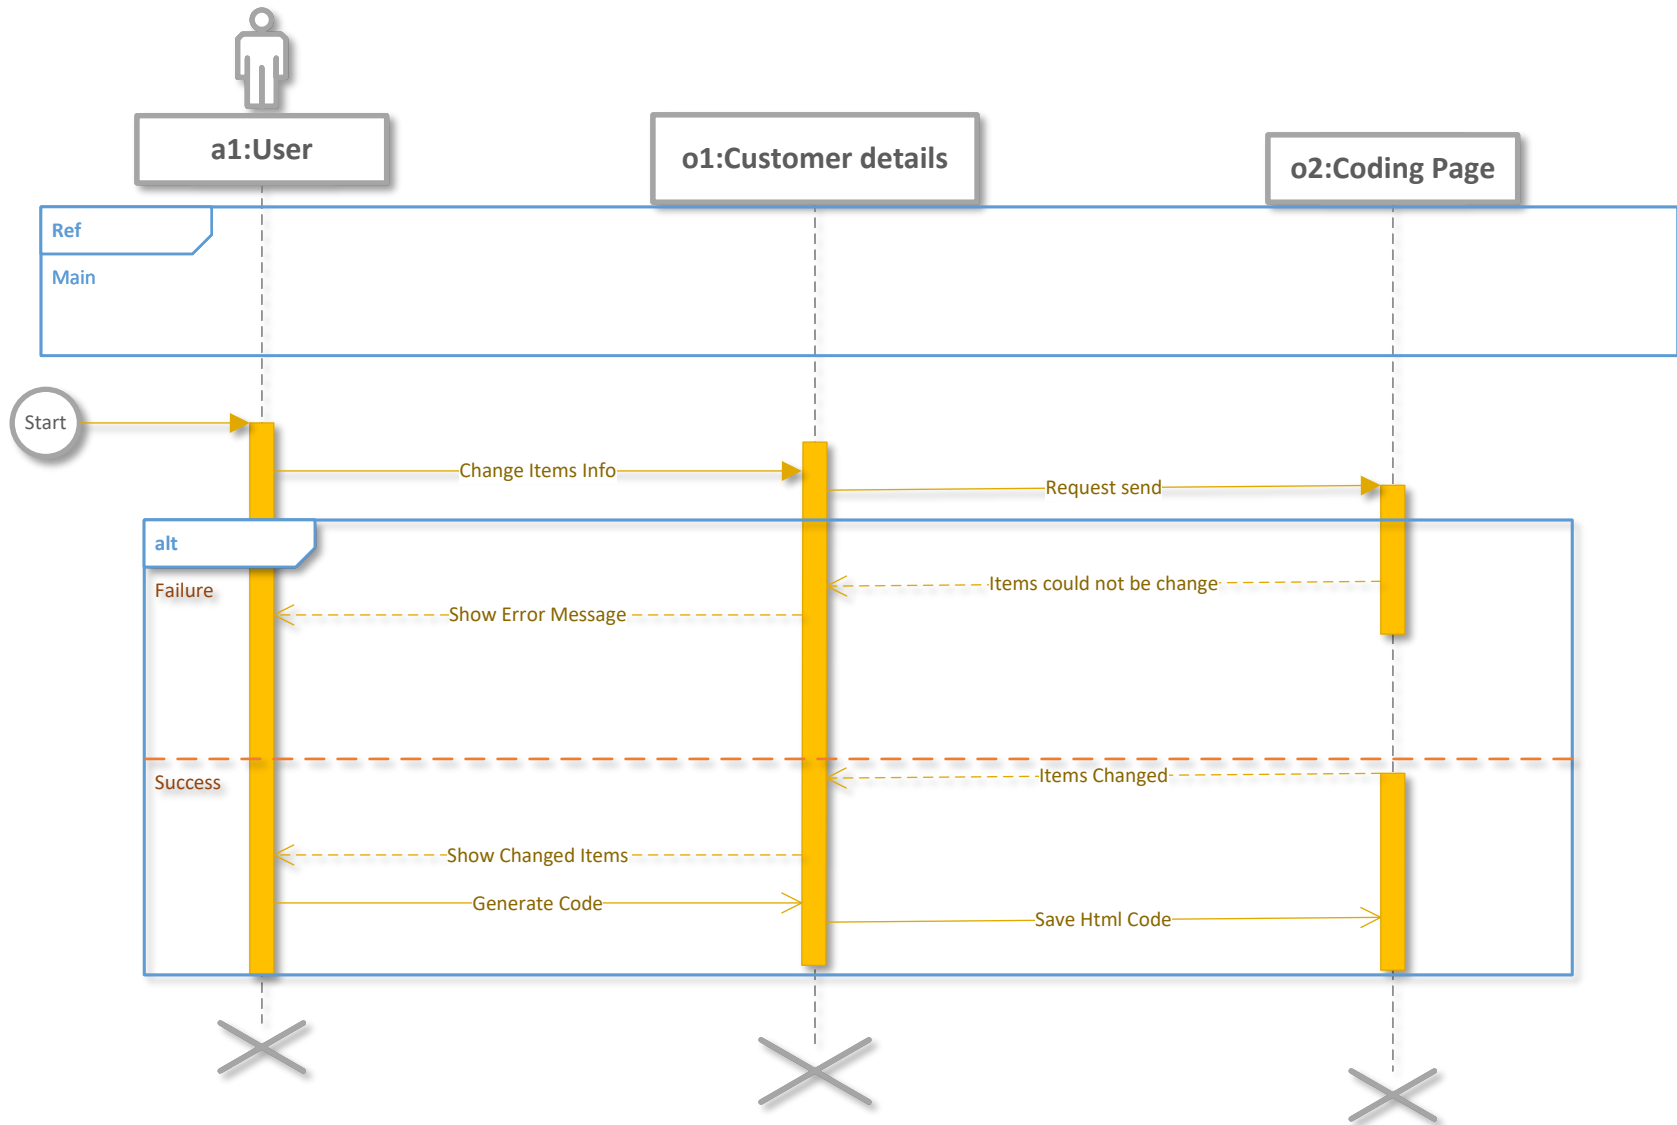 a1:User
o1:Customer details
o2:Coding Page
Ref
Main
Start
Change Items Info
Request send
alt
Failure
Items could not be change
Show Error Message
Success
Items Changed
Show Changed Items
Generate Code
Save Html Code